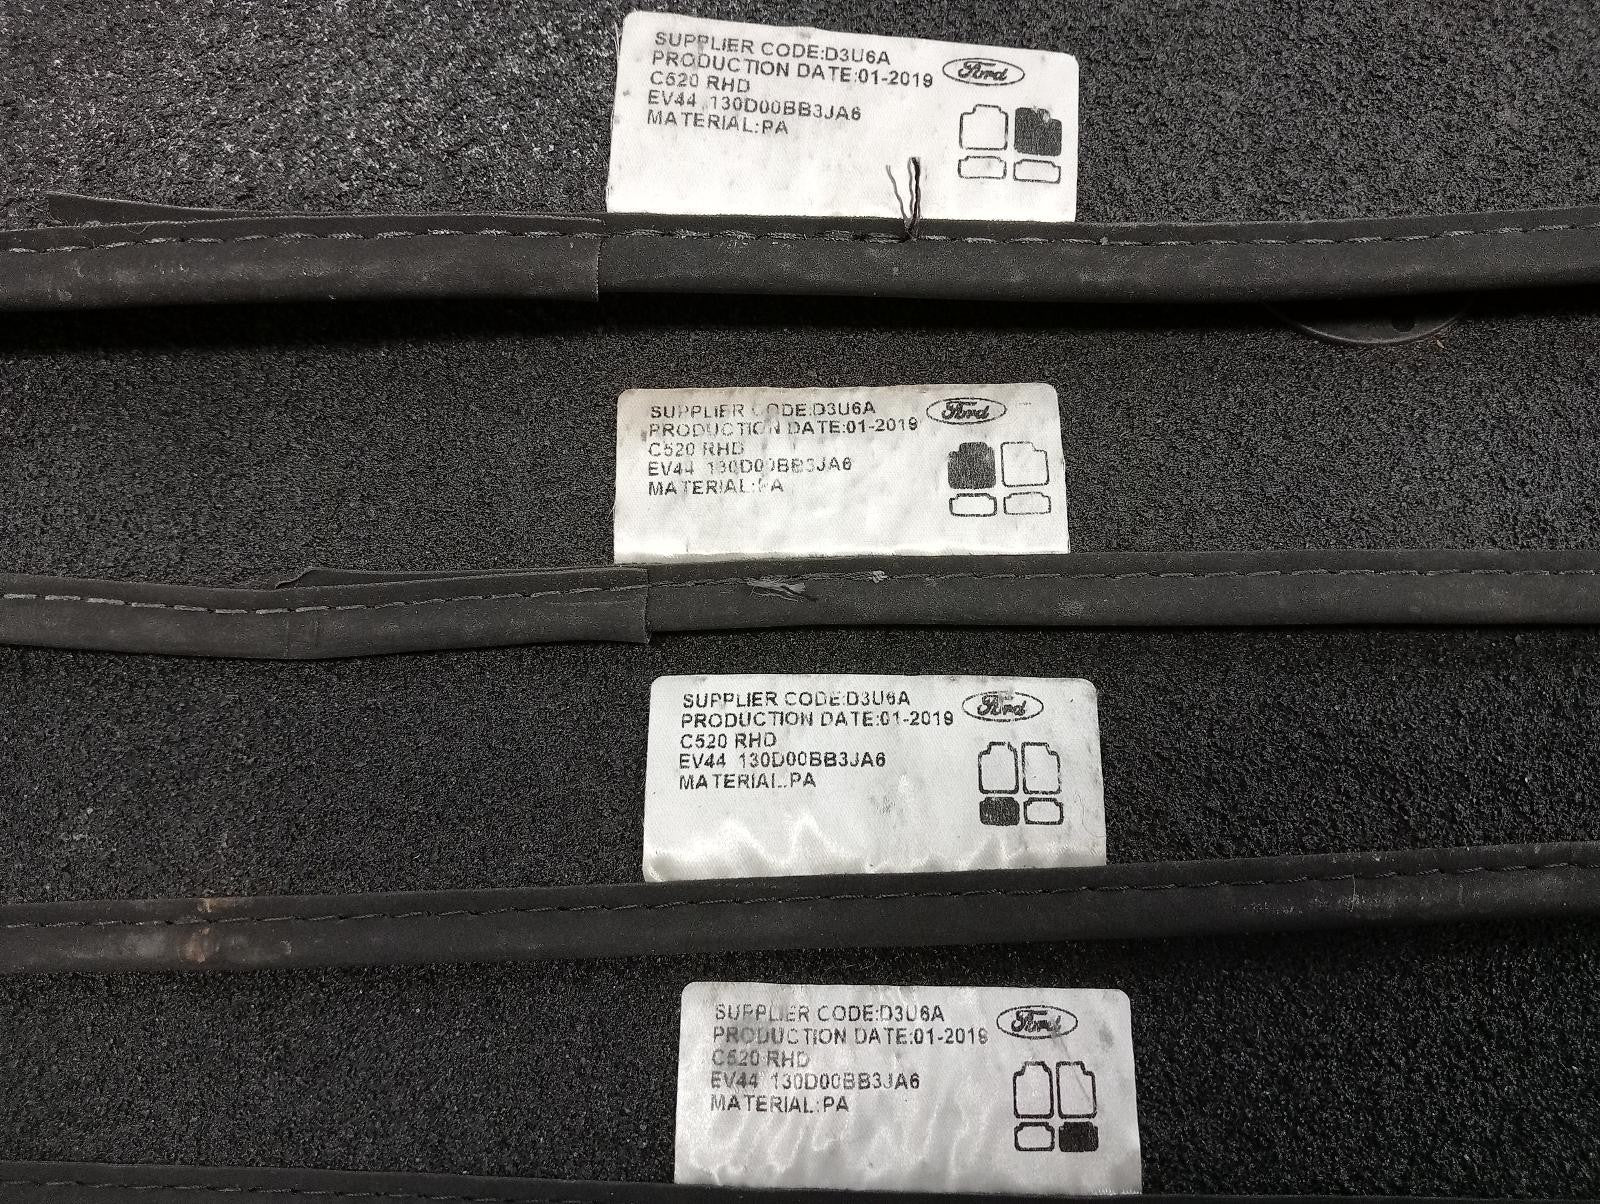 SUPPLIER CODE:D3U6A
PRODUCTION DATE:01-2019
Ford
C520 RHD
EV44 130D00BB3JA6
MATERIAL:PA
SUPPLIER CODE:D3U6A
PRODUCTION DATE:01-2019
Ford
C520 RHD
EV44 130D00BB3JA6
MATERIAL:PA
SUPPLIER CODE:D3U6A
PRODUCTION DATE:01-2019
Ford
C520 RHD
EV44 130D00BB3JA6
MATERIAL:PA
SUPPLIER CODE:D3U6A
PRODUCTION DATE:01-2019
Ford
C520 RHD
EV44 130D00BB3JA6
MATERIAL:PA